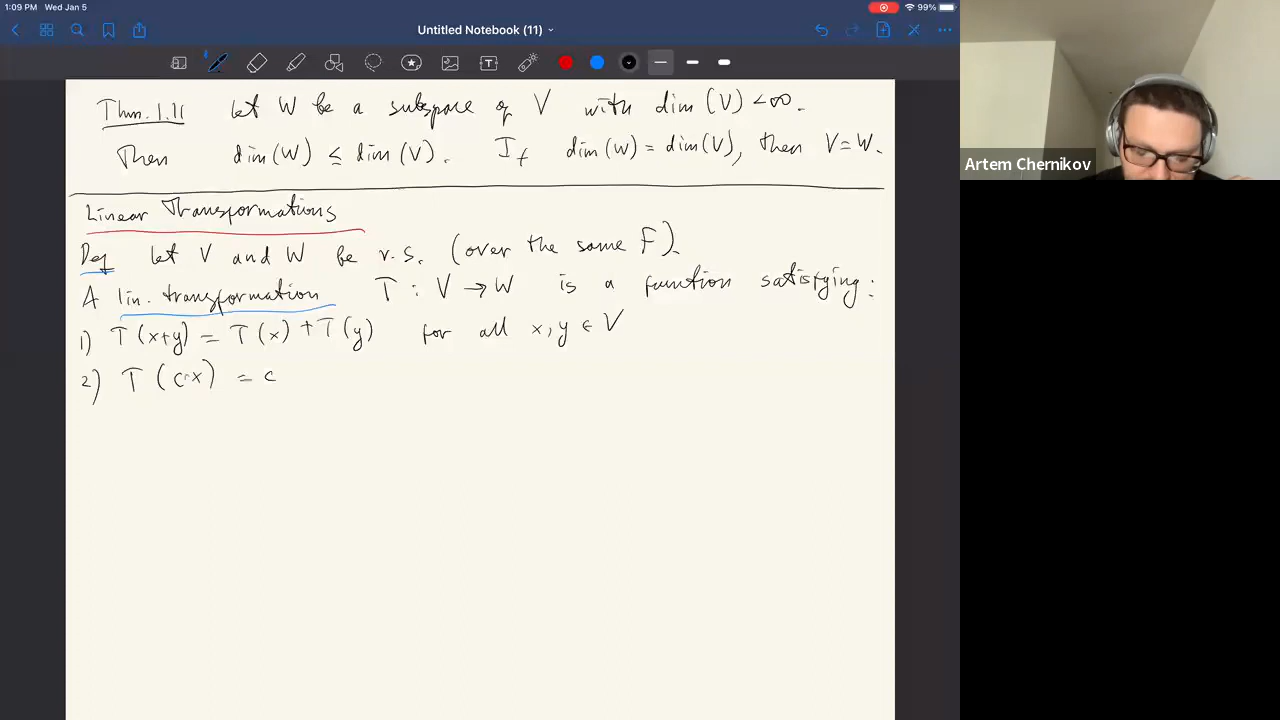 1:09 PM Wed Jan 5
99%
Untitled Notebook (11)
Thm. 1.11 Let W be a subspace of V with dim(V) < ∞.
Then dim(W) ≤ dim(V). If dim(W) = dim(V), then V = W.
Linear Transformations
Def Let V and W be v.s. (over the same F).
A lin. transformation T : V → W is a function satisfying:
1) T(x+y) = T(x) + T(y) for all x, y ∈ V
2) T(c·x) = c
Artem Chernikov